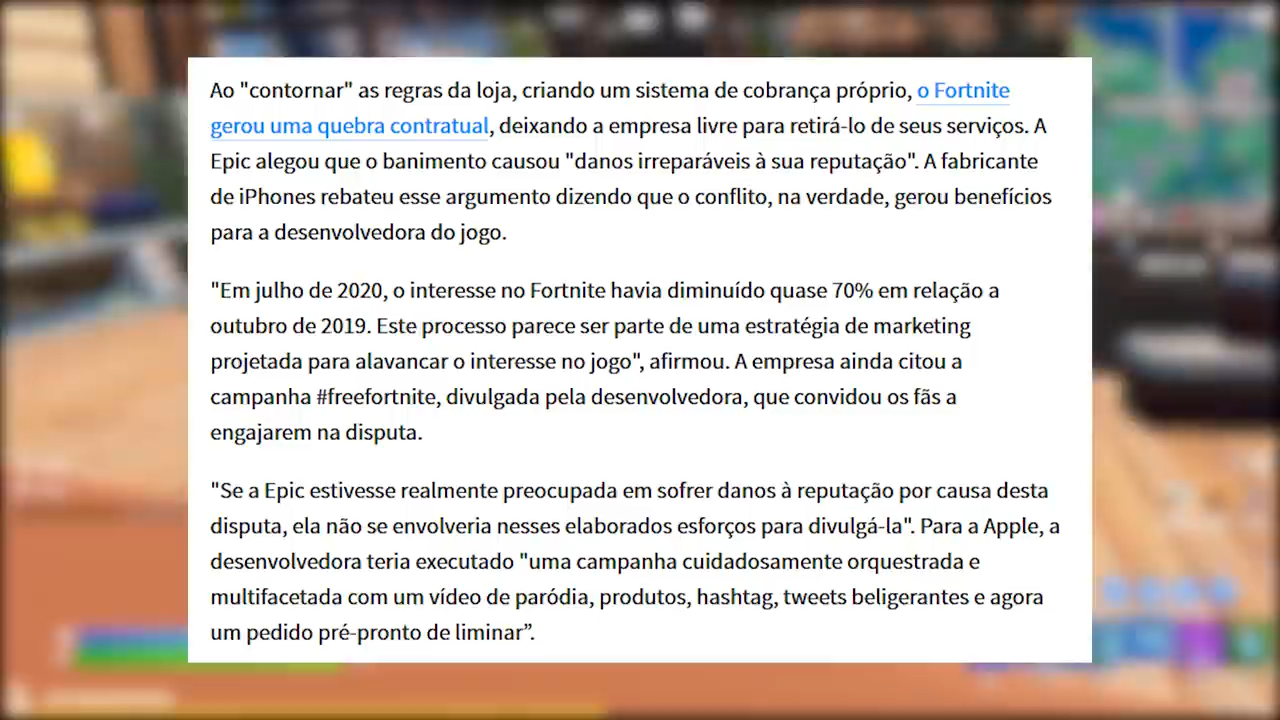 Ao "contornar" as regras da loja, criando um sistema de cobrança próprio, o Fortnite
gerou uma quebra contratual, deixando a empresa livre para retirá-lo de seus serviços. A
Epic alegou que o banimento causou "danos irreparáveis à sua reputação". A fabricante
de iPhones rebateu esse argumento dizendo que o conflito, na verdade, gerou benefícios
para a desenvolvedora do jogo.
"Em julho de 2020, o interesse no Fortnite havia diminuído quase 70% em relação a
outubro de 2019. Este processo parece ser parte de uma estratégia de marketing
projetada para alavancar o interesse no jogo", afirmou. A empresa ainda citou a
campanha #freefortnite, divulgada pela desenvolvedora, que convidou os fãs a
engajarem na disputa.
"Se a Epic estivesse realmente preocupada em sofrer danos à reputação por causa desta
disputa, ela não se envolveria nesses elaborados esforços para divulgá-la". Para a Apple, a
desenvolvedora teria executado "uma campanha cuidadosamente orquestrada e
multifacetada com um vídeo de paródia, produtos, hashtag, tweets beligerantes e agora
um pedido pré-pronto de liminar”.